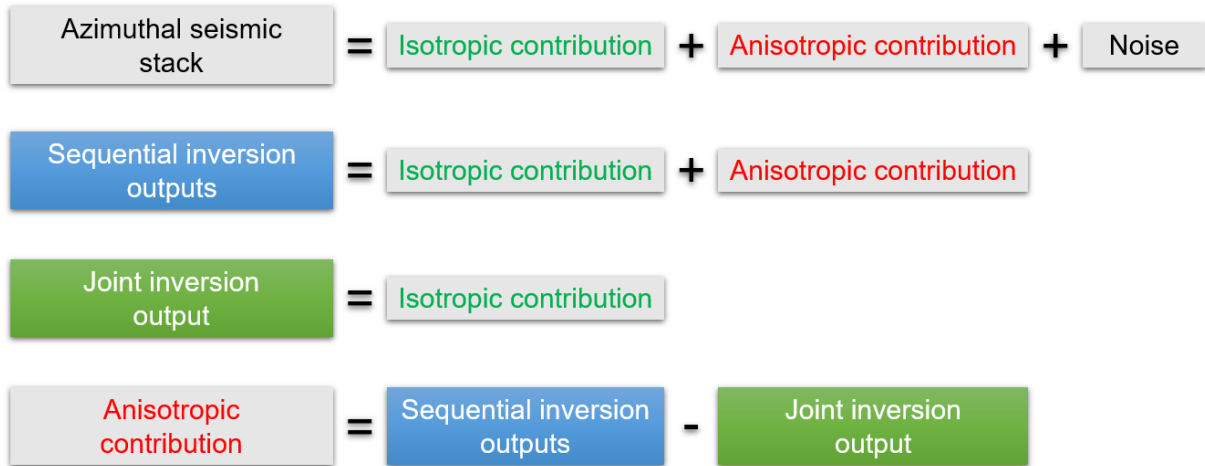 Azimuthal seismic
stack
= Isotropic contribution + Anisotropic contribution + Noise
Sequential inversion
outputs
= Isotropic contribution + Anisotropic contribution
Joint inversion
output
= Isotropic contribution
Anisotropic
contribution
=
Sequential inversion
outputs
-
Joint inversion
output